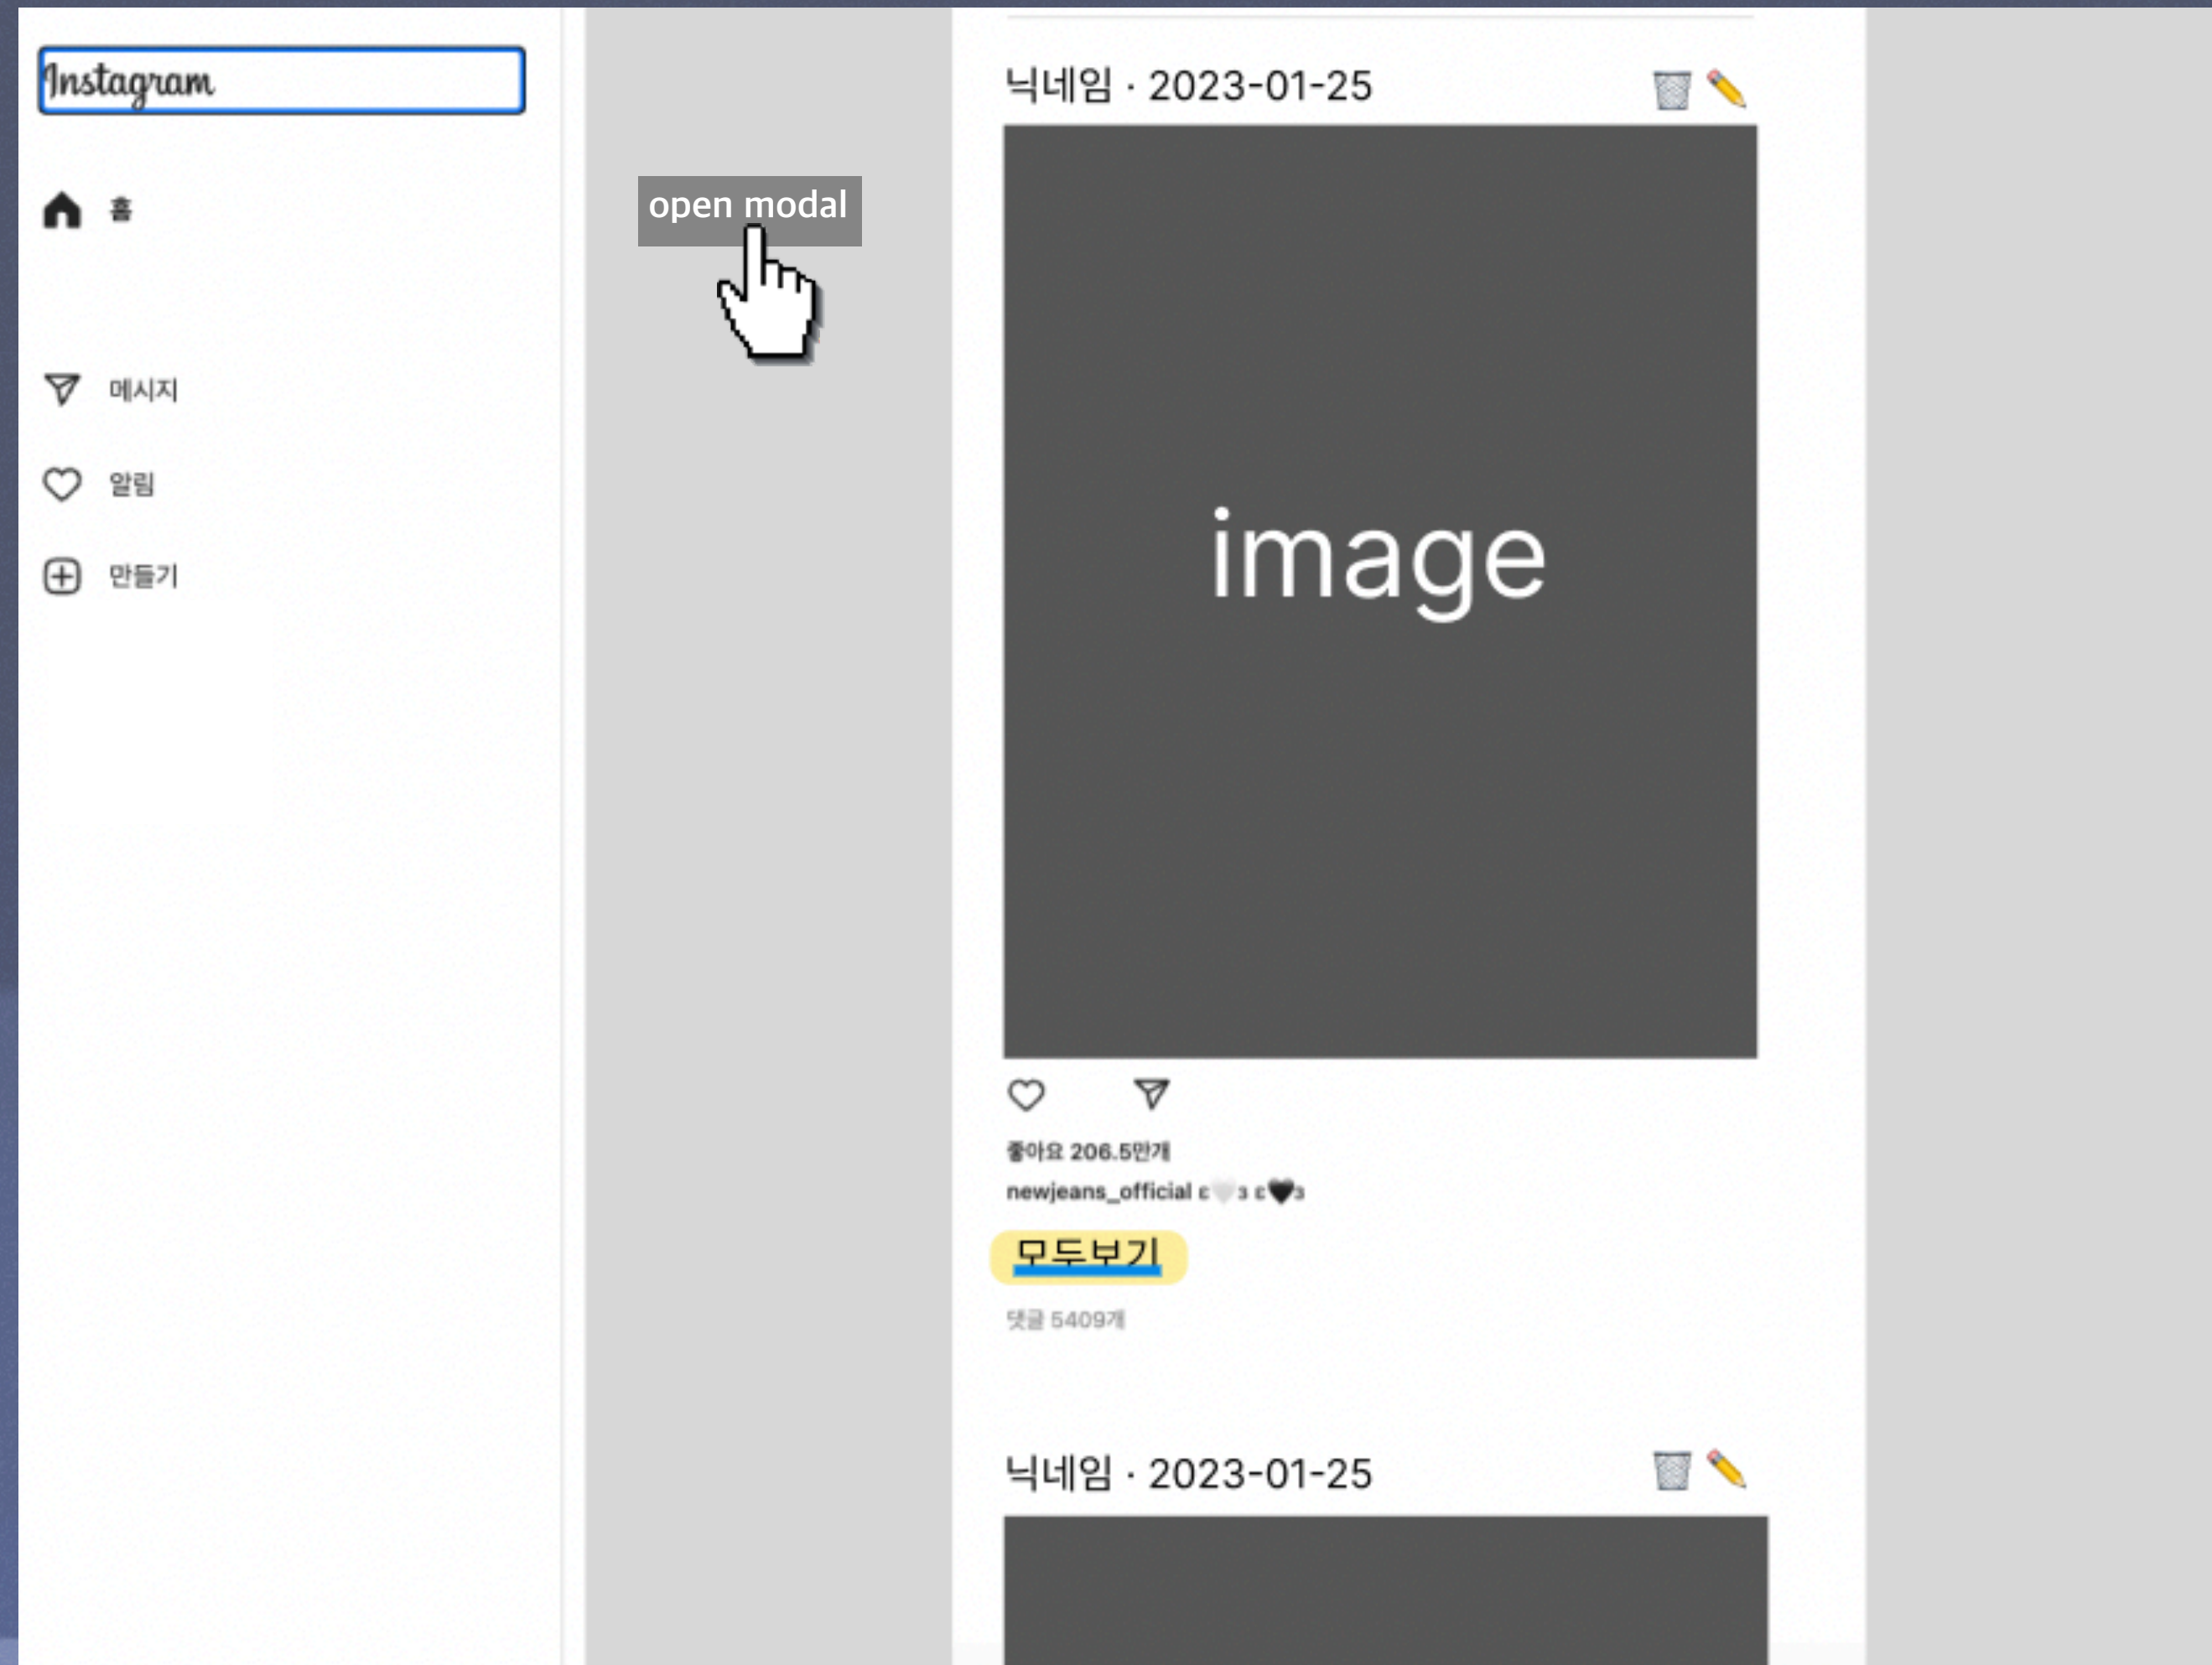 Instagram
홈
메시지
알림
만들기
open modal
닉네임 · 2023-01-25
image
좋아요 206.5만개
newjeans_official ε🤍з ε🖤з
모두보기
댓글 5409개
닉네임 · 2023-01-25